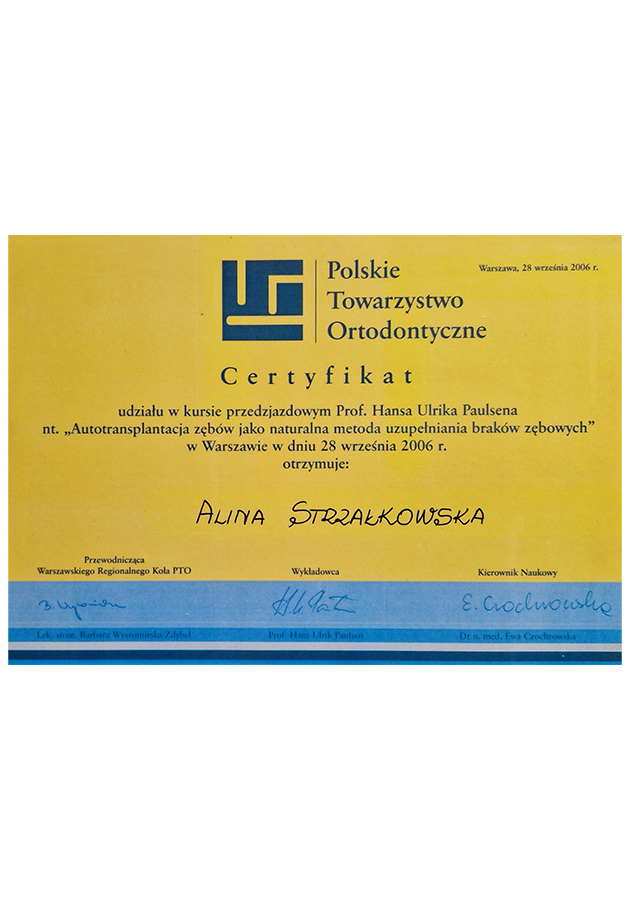 Polskie
Towarzystwo
Ortodontyczne
Warszawa, 28 września 2006 r.
Certyfikat
udziału w kursie przedzjazdowym Prof. Hansa Ulrika Paulsena
nt. „Autotransplantacja zębów jako naturalna metoda uzupełniania braków zębowych”
w Warszawie w dniu 28 września 2006 r.
otrzymuje:
ALINA STRZAŁKOWSKA
Przewodnicząca
Warszawskiego Regionalnego Koła PTO
Wykładowca
Kierownik Naukowy
E. Czochrowska
Lek. stom. Barbara Wyszomirska-Zdybel
Prof. Hans Ulrik Paulsen
Dr n. med. Ewa Czochrowska